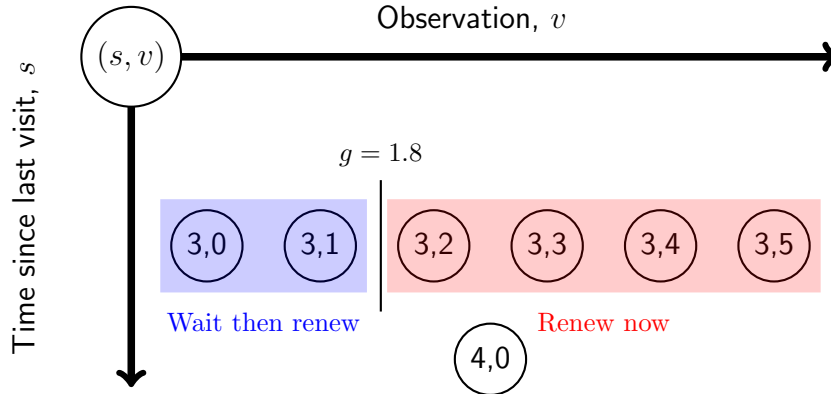 Observation, v
(s, v)
Time since last visit, s
g = 1.8
3,0
3,1
3,2
3,3
3,4
3,5
Wait then renew
Renew now
4,0